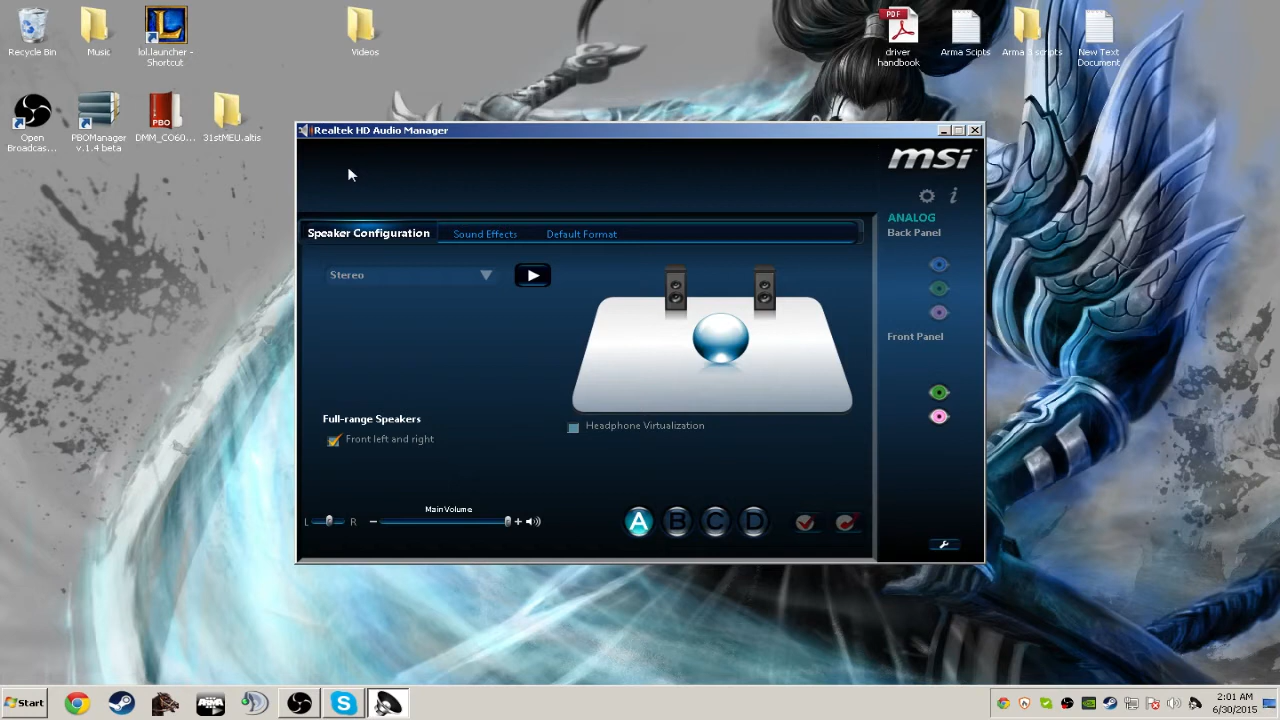 Recycle Bin
Music
lol.launcher -
Shortcut
Videos
PDF
driver
handbook
Arma Scipts
Arma 3 scripts
New Text
Document
Open
Broadcas...
PBOManager
v.1.4 beta
PBO
DMM_CO60...
31stMEU.altis
Realtek HD Audio Manager
msi
Speaker Configuration
Sound Effects
Default Format
ANALOG
Back Panel
Stereo
Front Panel
Full-range Speakers
Front left and right
Headphone Virtualization
Main Volume
L
R
A
B
C
D
Start
ARMA
2:01 AM
6/30/2015